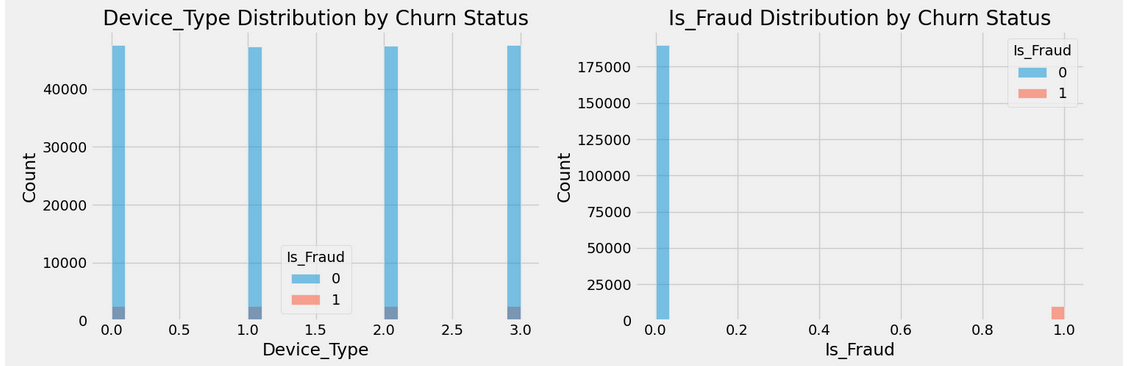 Device_Type Distribution by Churn Status
40000
30000
20000
10000
0
Count
Is_Fraud
0
1
0.0 0.5 1.0 1.5 2.0 2.5 3.0
Device_Type
Is_Fraud Distribution by Churn Status
175000
150000
125000
100000
75000
50000
25000
0
Count
Is_Fraud
0
1
0.0 0.2 0.4 0.6 0.8 1.0
Is_Fraud